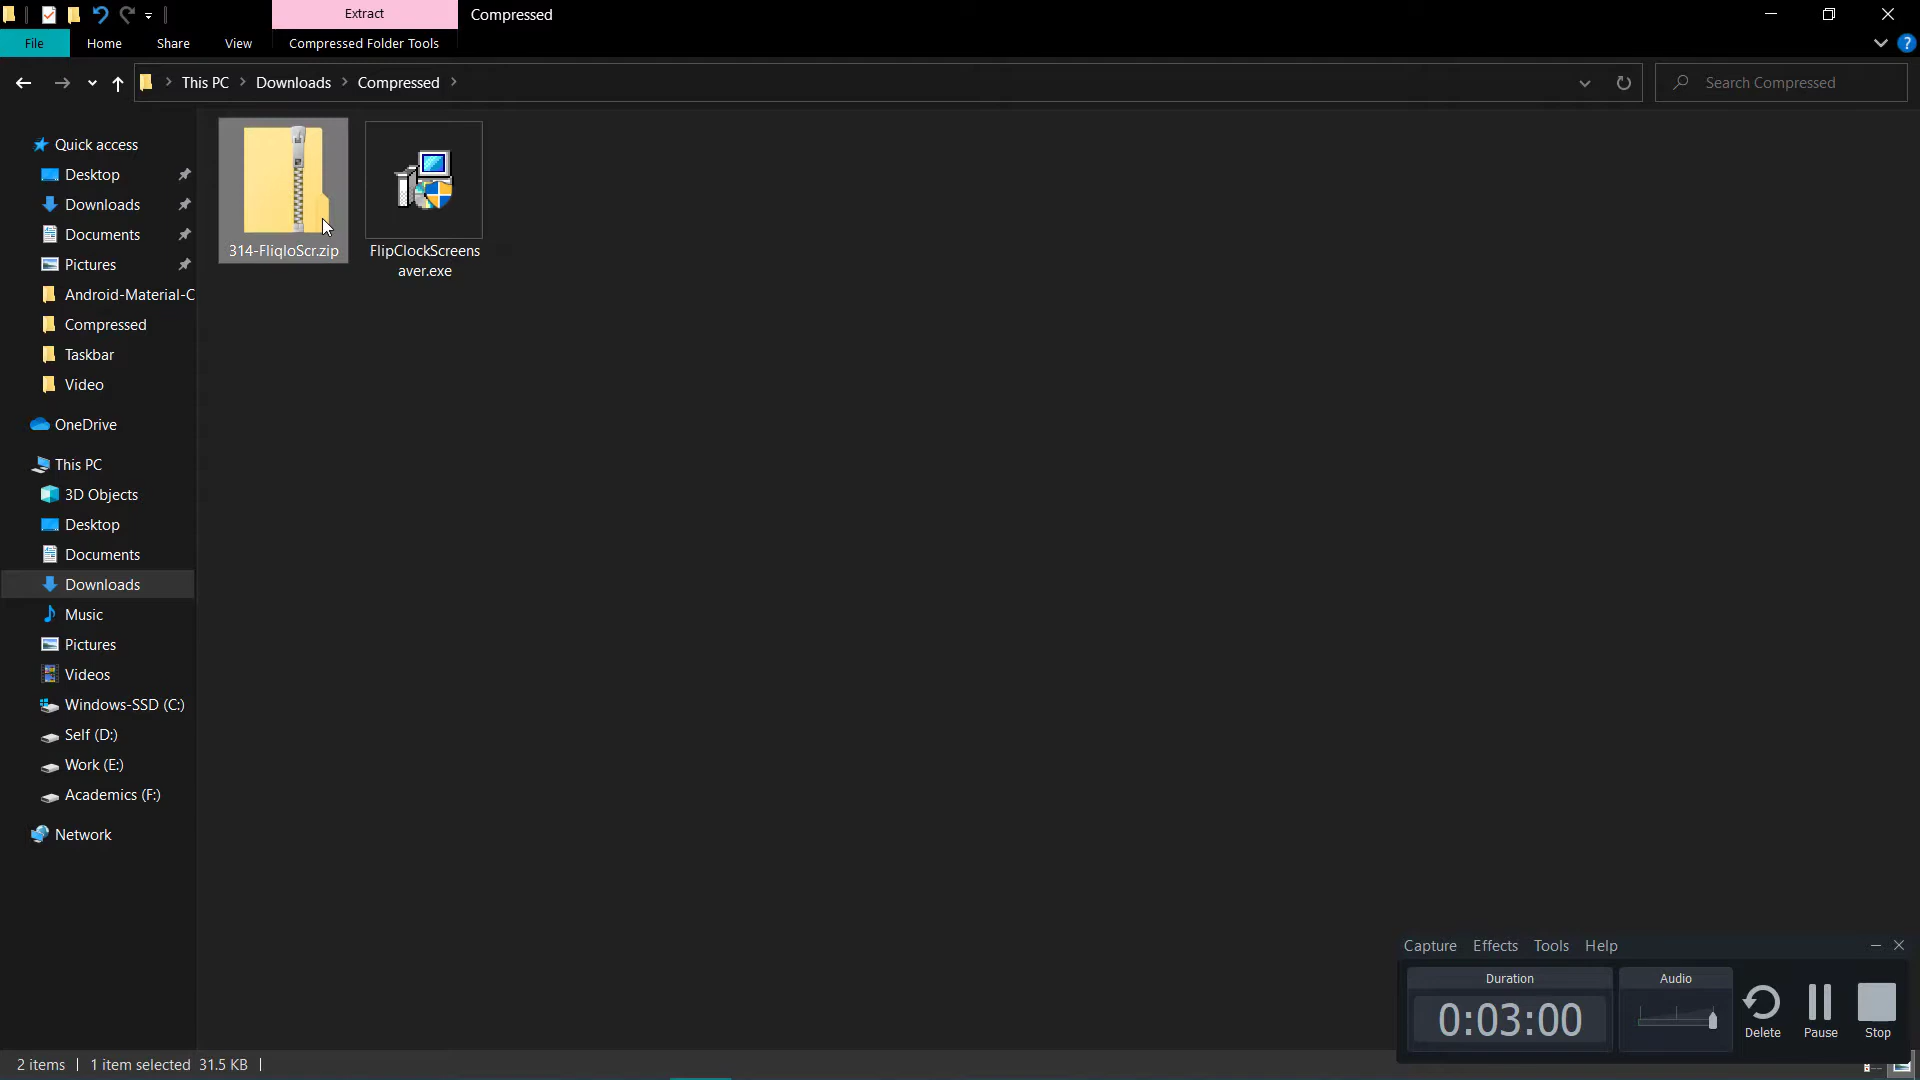 Extract
Compressed
File
Home
Share
View
Compressed Folder Tools
?
This PC
Downloads
Compressed
Search Compressed
Quick access
Desktop
Downloads
Documents
Pictures
Android-Material-C
Compressed
Taskbar
Video
OneDrive
This PC
3D Objects
Desktop
Documents
Downloads
Music
Pictures
Videos
Windows-SSD (C:)
Self (D:)
Work (E:)
Academics (F:)
Network
314-FliqloScr.zip
FlipClockScreens
aver.exe
Capture Effects Tools Help
Duration
Audio
0:03:00
Delete
Pause
Stop
2 items
1 item selected 31.5 KB